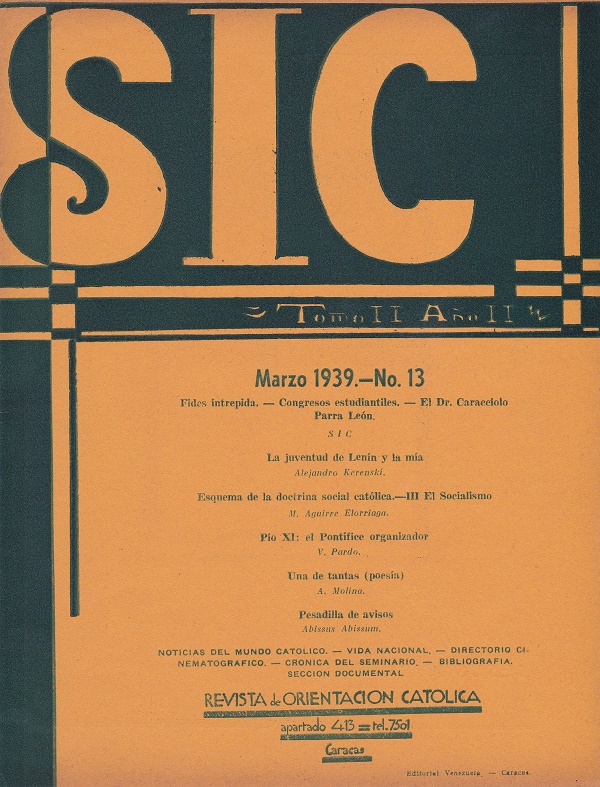 SIC
Tomo II Año II
Marzo 1939.—No. 13
Fides intrepida. — Congresos estudiantiles. — El Dr. Caracciolo
Parra León.
SIC
La juventud de Lenín y la mía
Alejandro Kerenski.
Esquema de la doctrina social católica.—III El Socialismo
M. Aguirre Elorriaga.
Pío XI: el Pontífice organizador
V. Pardo.
Una de tantas (poesía)
A. Molina.
Pesadilla de avisos
Abissus Abissum.
NOTICIAS DEL MUNDO CATOLICO. — VIDA NACIONAL. — DIRECTORIO CI-
NEMATOGRAFICO. — CRONICA DEL SEMINARIO. — BIBLIOGRAFIA.
SECCION DOCUMENTAL
REVISTA de ORIENTACION CATOLICA
apartado 413 = tel. 7501
Caracas
Editorial Venezuela. — Caracas.